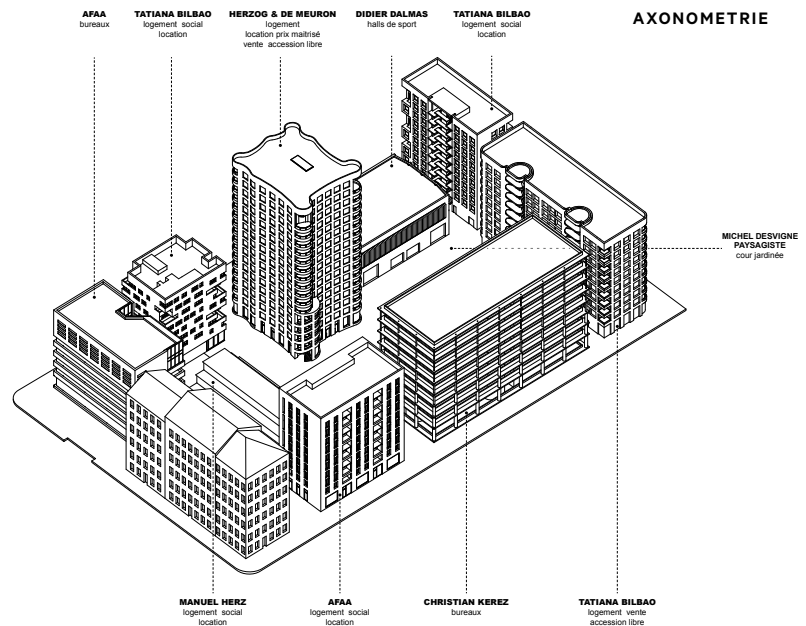 AXONOMETRIE
AFAA
bureaux
TATIANA BILBAO
logement social
location
HERZOG & DE MEURON
logement
location prix maitrisé
vente accession libre
DIDIER DALMAS
halls de sport
TATIANA BILBAO
logement social
location
MICHEL DESVIGNE
PAYSAGISTE
cour jardinée
MANUEL HERZ
logement social
location
AFAA
logement social
location
CHRISTIAN KEREZ
bureaux
TATIANA BILBAO
logement vente
accession libre